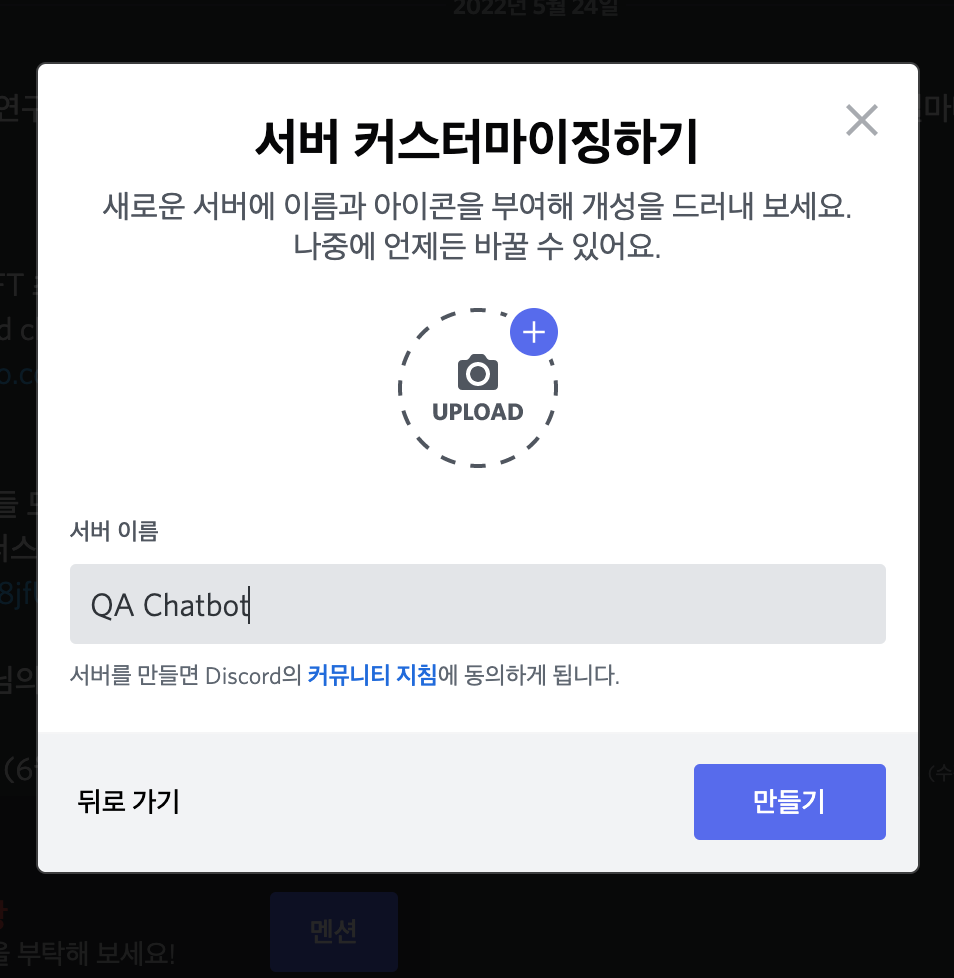 2022년 5월 24일
연구
서버 커스터마이징하기
새로운 서버에 이름과 아이콘을 부여해 개성을 드러내 보세요.
나중에 언제든 바꿀 수 있어요.
UPLOAD
서버 이름
QA Chatbot
서버를 만들면 Discord의 커뮤니티 지침에 동의하게 됩니다.
뒤로 가기
만들기
멘션
을 부탁해 보세요!